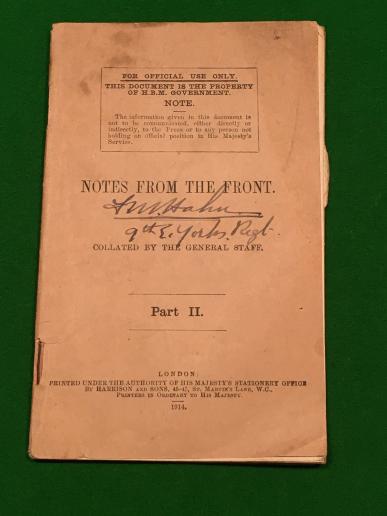 FOR OFFICIAL USE ONLY.
THIS DOCUMENT IS THE PROPERTY
OF H.B.M. GOVERNMENT.
NOTE.
The information given in this document is
not to be communicated, either directly or
indirectly, to the Press or to any person not
holding an official position in His Majesty's
Service.
NOTES FROM THE FRONT.
9th E. Yorks. Regt.
COLLATED BY THE GENERAL STAFF.
Part II.
LONDON:
PRINTED UNDER THE AUTHORITY OF HIS MAJESTY'S STATIONERY OFFICE
BY HARRISON AND SONS, 45-47, ST. MARTIN'S LANE, W.C.,
PRINTERS IN ORDINARY TO HIS MAJESTY.
1914.